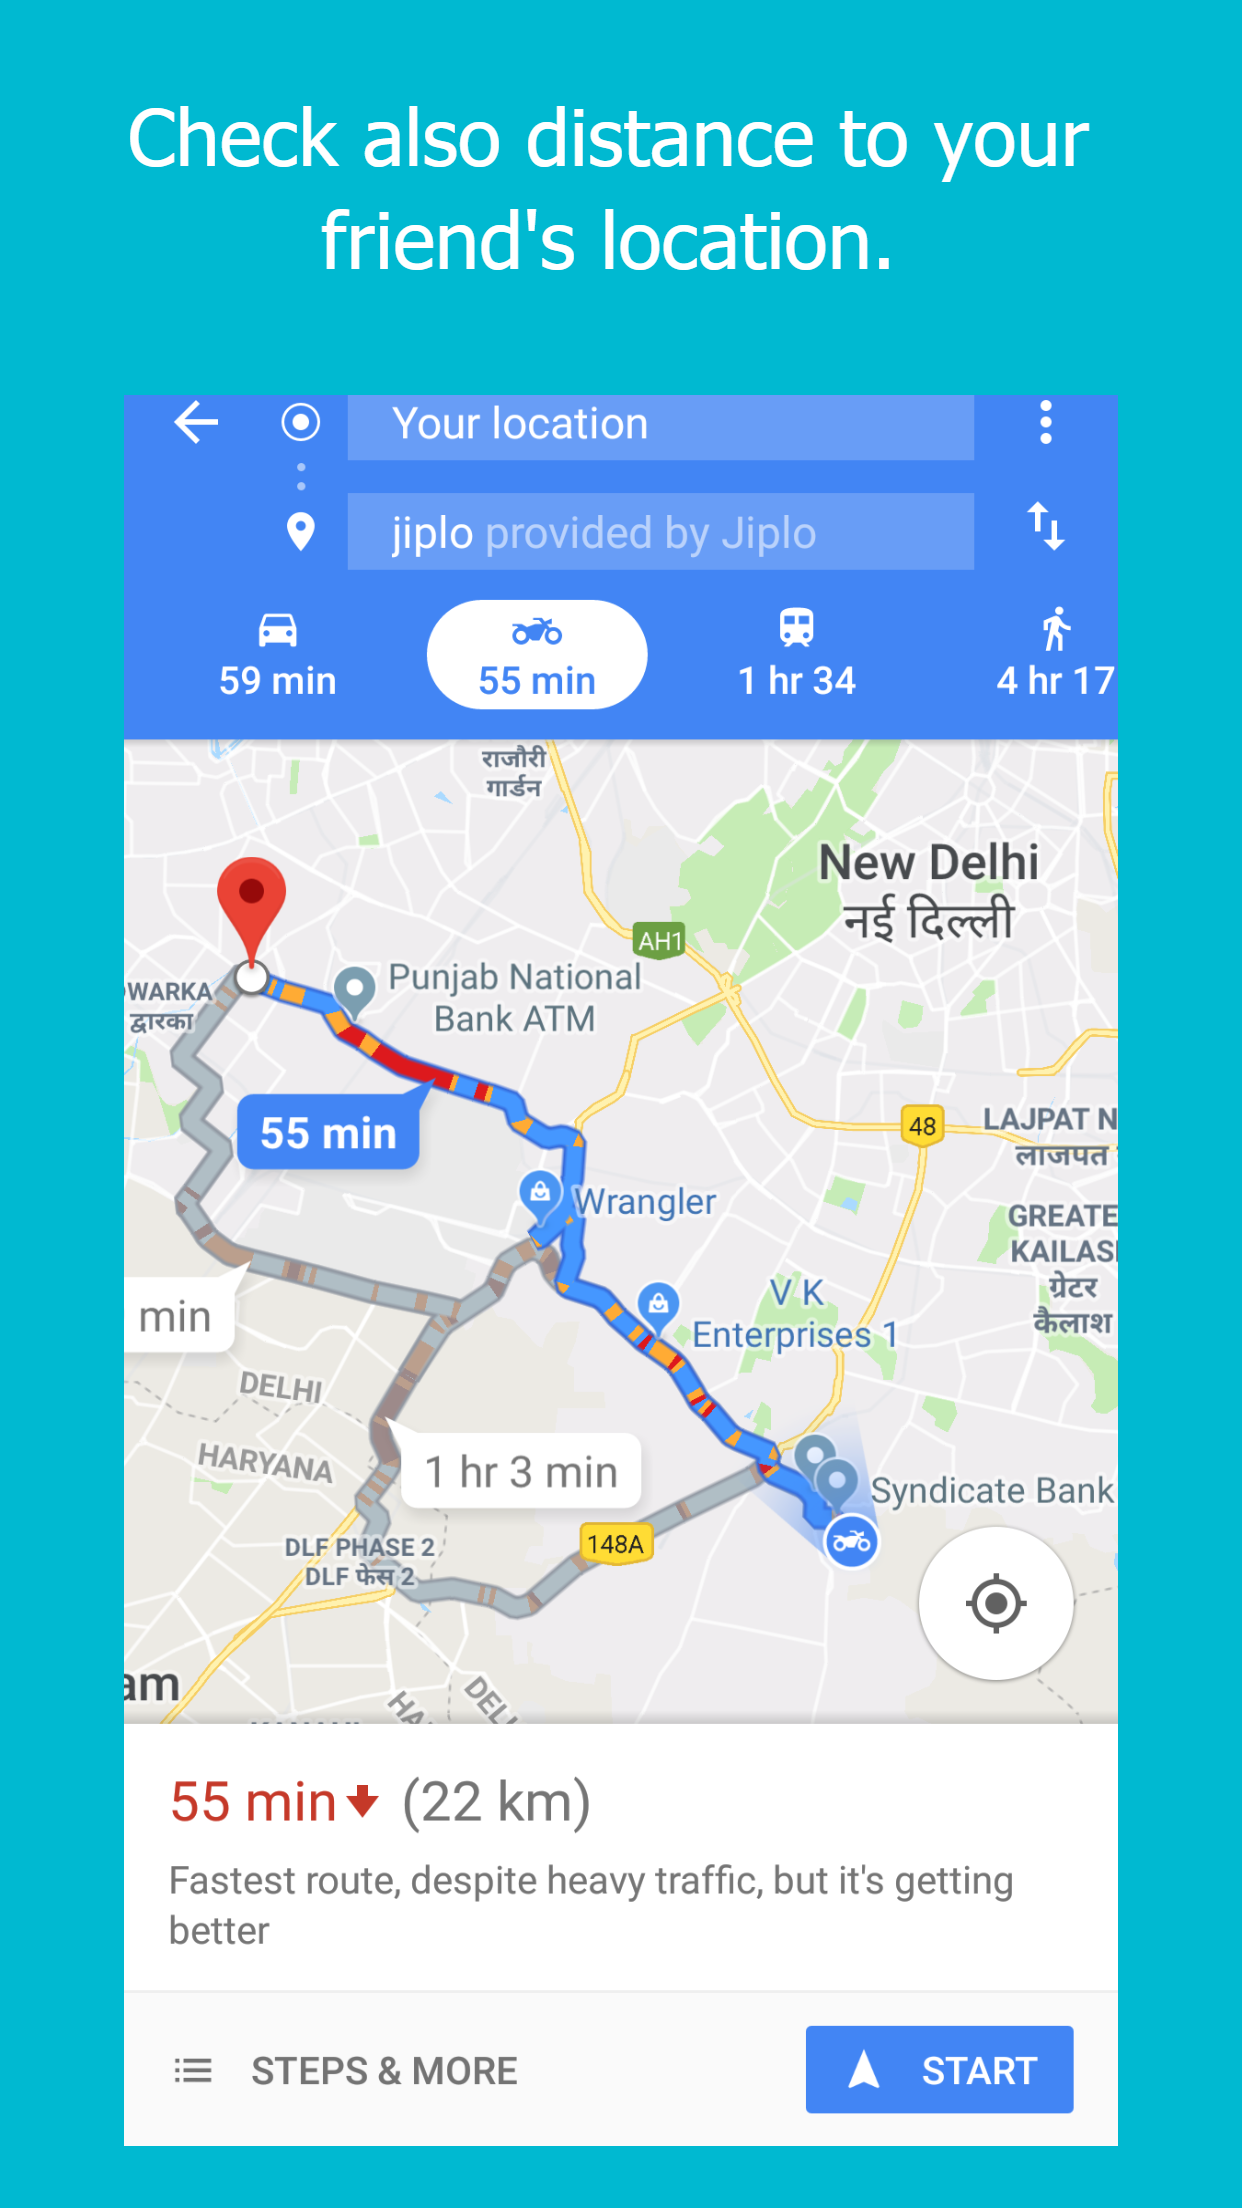 Check also distance to your
friend's location.
Your location
jiplo provided by Jiplo
59 min
55 min
1 hr 34
4 hr 17
राजौरी
गार्डन
New Delhi
नई दिल्ली
AH1
Punjab National
Bank ATM
WARKA
द्वारका
55 min
48
LAJPAT N
लाजपत
Wrangler
GREATE
KAILAS
ग्रेटर
कैलाश
V K
Enterprises 1
min
DELHI
HARYANA
1 hr 3 min
Syndicate Bank
148A
DLF PHASE 2
DLF फेस 2
am
55 min (22 km)
Fastest route, despite heavy traffic, but it's getting
better
STEPS & MORE
START